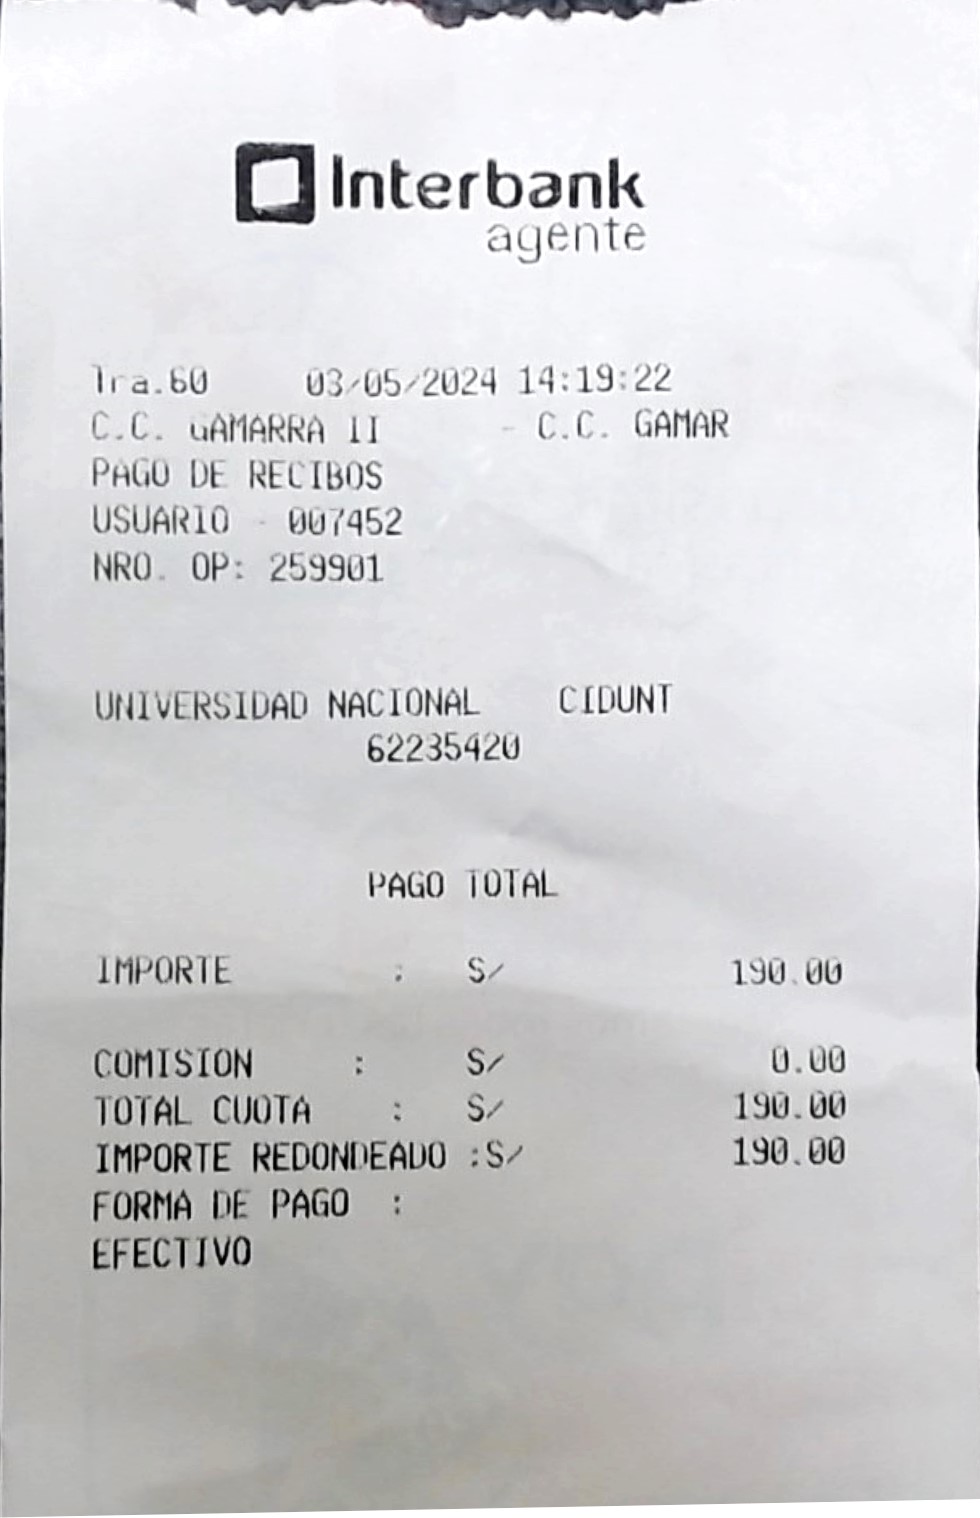 Interbank
agente
Tra.60 03/05/2024 14:19:22
C.C. GAMARRA II - C.C. GAMAR
PAGO DE RECIBOS
USUARIO - 007452
NRO. OP: 259901
UNIVERSIDAD NACIONAL CIDUNT
62235420
PAGO TOTAL
IMPORTE : S/ 190.00
COMISION : S/ 0.00
TOTAL CUOTA : S/ 190.00
IMPORTE REDONDEADO :S/ 190.00
FORMA DE PAGO :
EFECTIVO